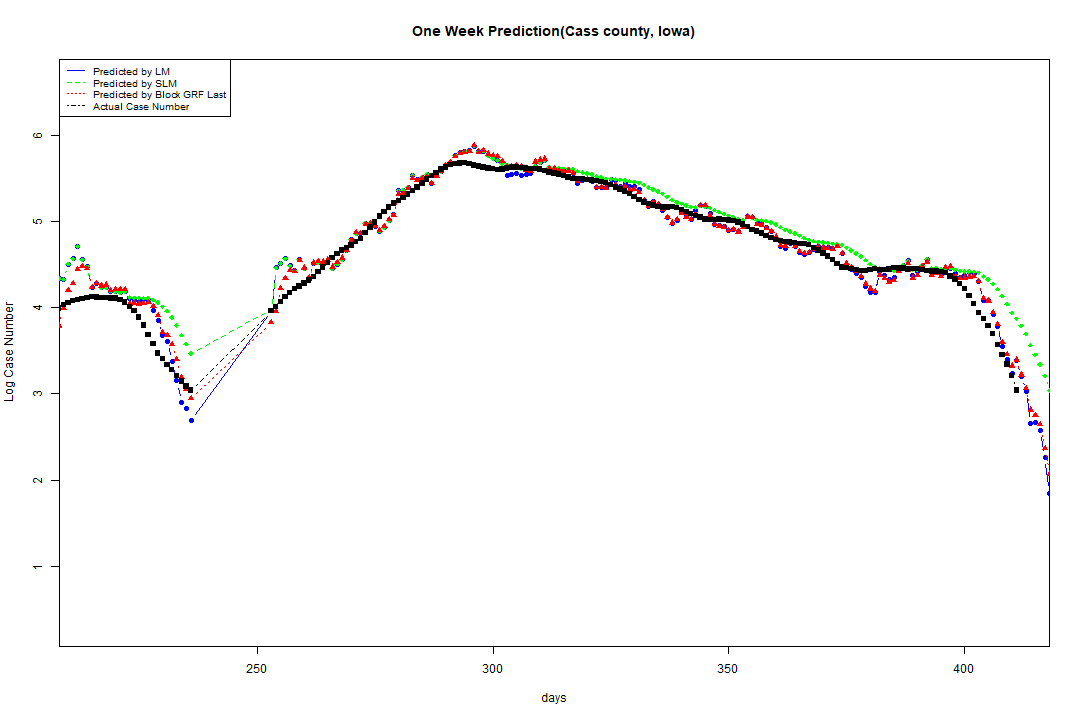 One Week Prediction(Cass county, Iowa)
Predicted by LM
Predicted by SLM
Predicted by Block GRF Last
Actual Case Number
6
5
4
3
2
1
Log Case Number
250 300 350 400
days